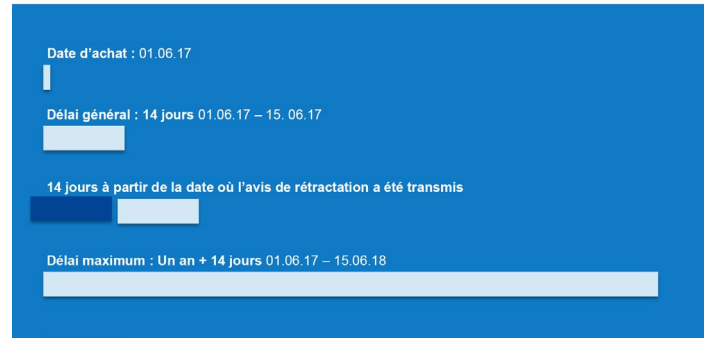 Date d’achat : 01.06.17
Délai général : 14 jours 01.06.17 – 15. 06.17
14 jours à partir de la date où l’avis de rétractation a été transmis
Délai maximum : Un an + 14 jours 01.06.17 – 15.06.18